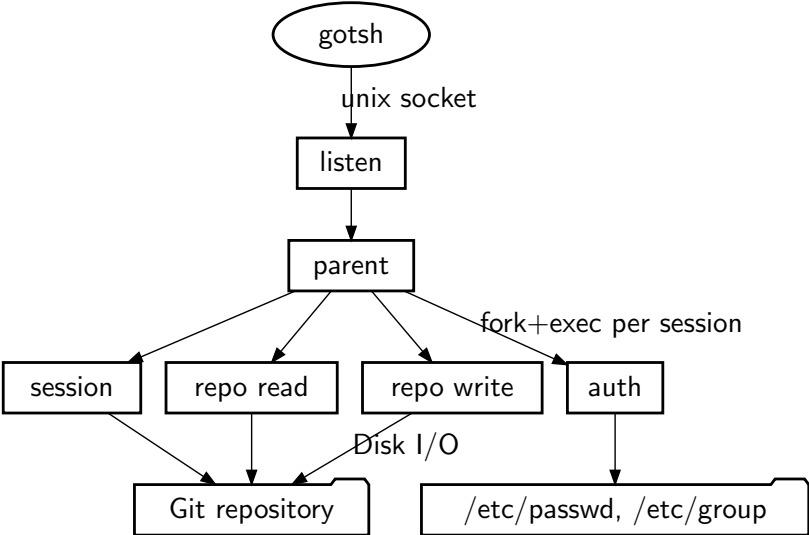 gotsh
unix socket
listen
parent
fork+exec per session
session
repo read
repo write
auth
Disk I/O
Git repository
/etc/passwd, /etc/group